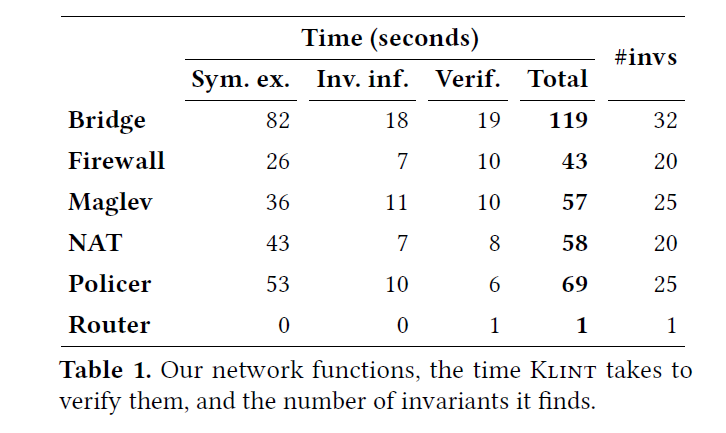 Time (seconds) #invs
Sym. ex. Inv. inf. Verif. Total
Bridge 82 18 19 119 32
Firewall 26 7 10 43 20
Maglev 36 11 10 57 25
NAT 43 7 8 58 20
Policer 53 10 6 69 25
Router 0 0 1 1 1
Table 1. Our network functions, the time KLINT takes to
verify them, and the number of invariants it finds.